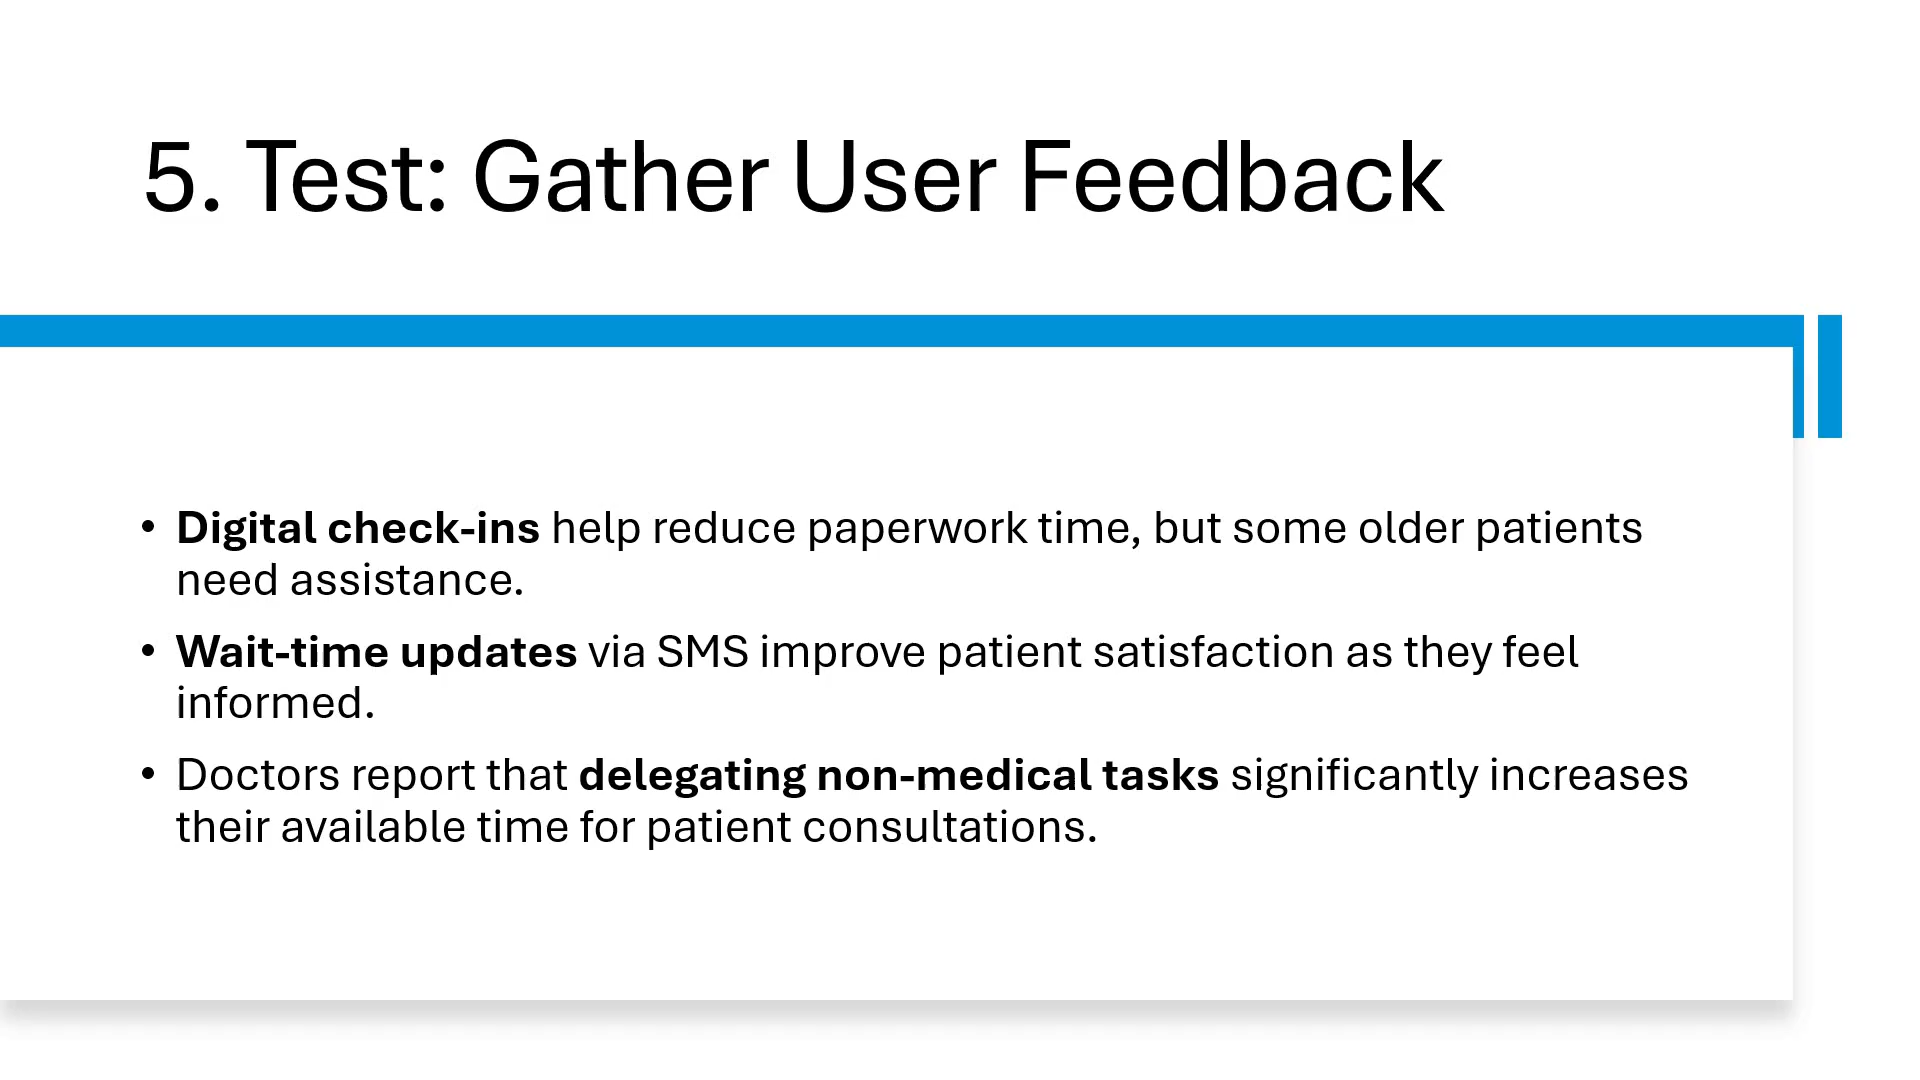 5. Test: Gather User Feedback
• Digital check-ins help reduce paperwork time, but some older patients
need assistance.
• Wait-time updates via SMS improve patient satisfaction as they feel
informed.
• Doctors report that delegating non-medical tasks significantly increases
their available time for patient consultations.